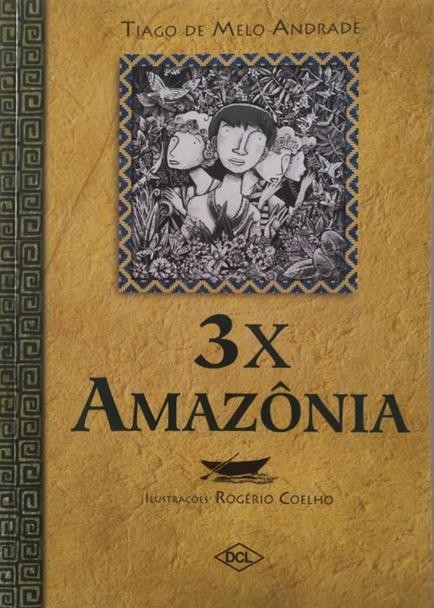 Tiago de Melo Andrade
3x
Amazônia
Ilustrações Rogério Coelho
DCL